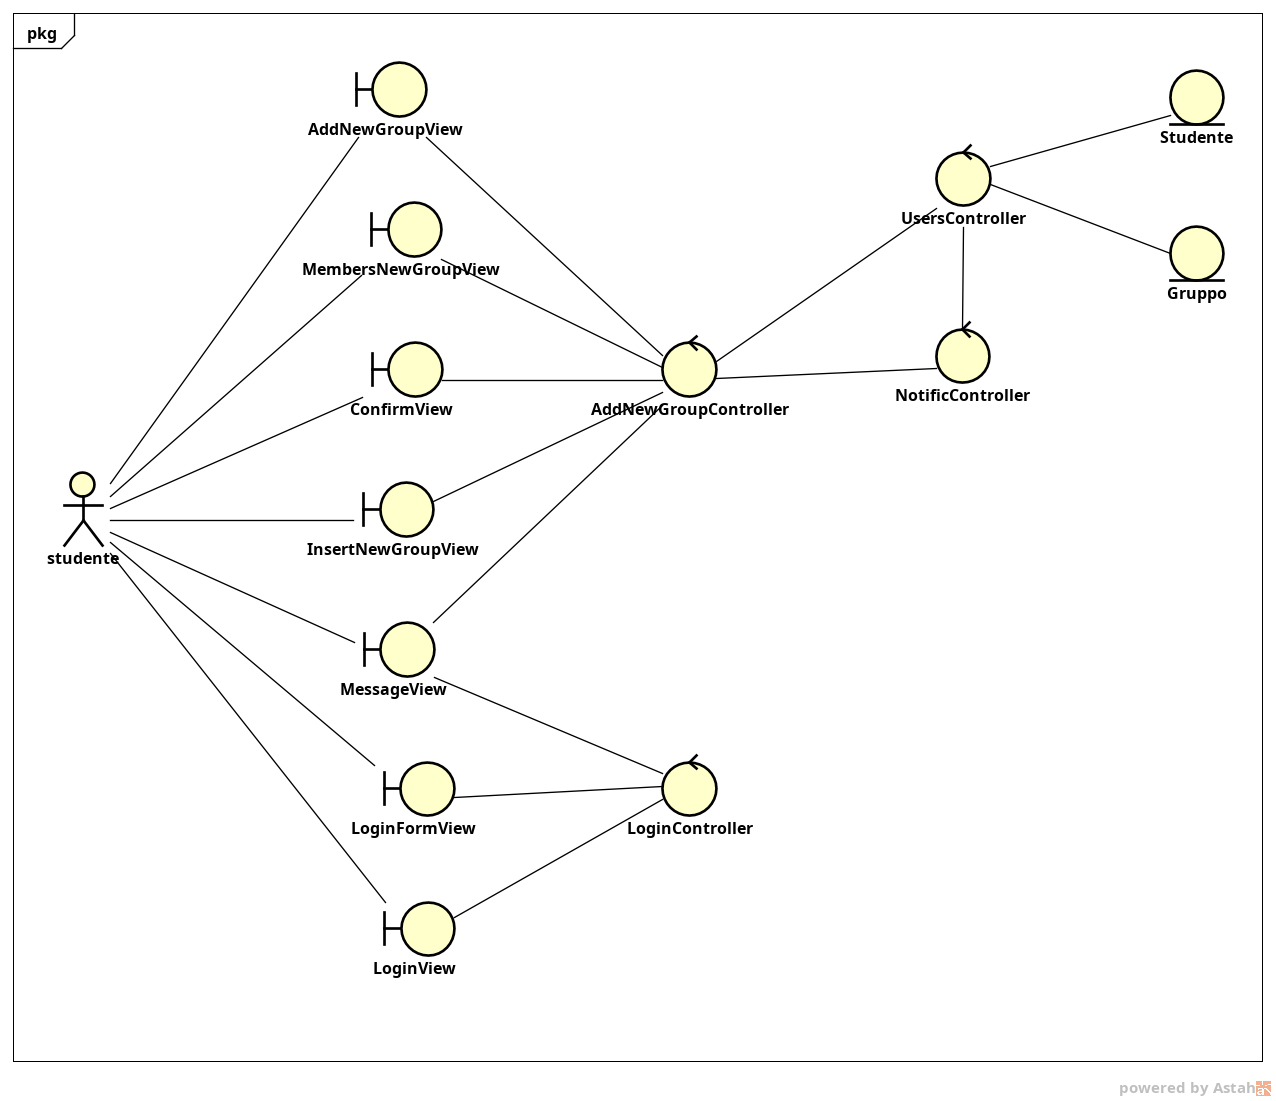 pkg
AddNewGroupView
Studente
UsersController
MembersNewGroupView
Gruppo
NotificController
ConfirmView
AddNewGroupController
studente
InsertNewGroupView
MessageView
LoginFormView
LoginController
LoginView
powered by Astah